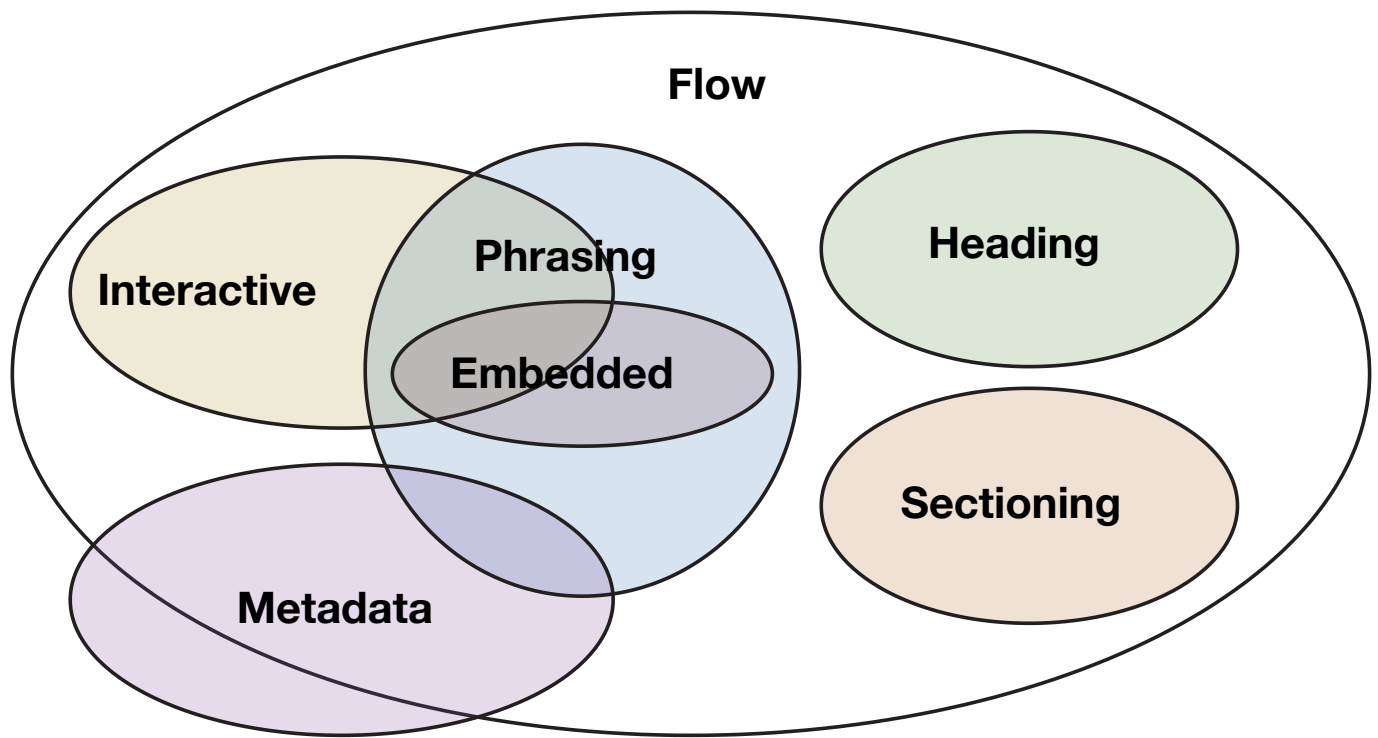 Flow
Phrasing
Heading
Interactive
Embedded
Sectioning
Metadata